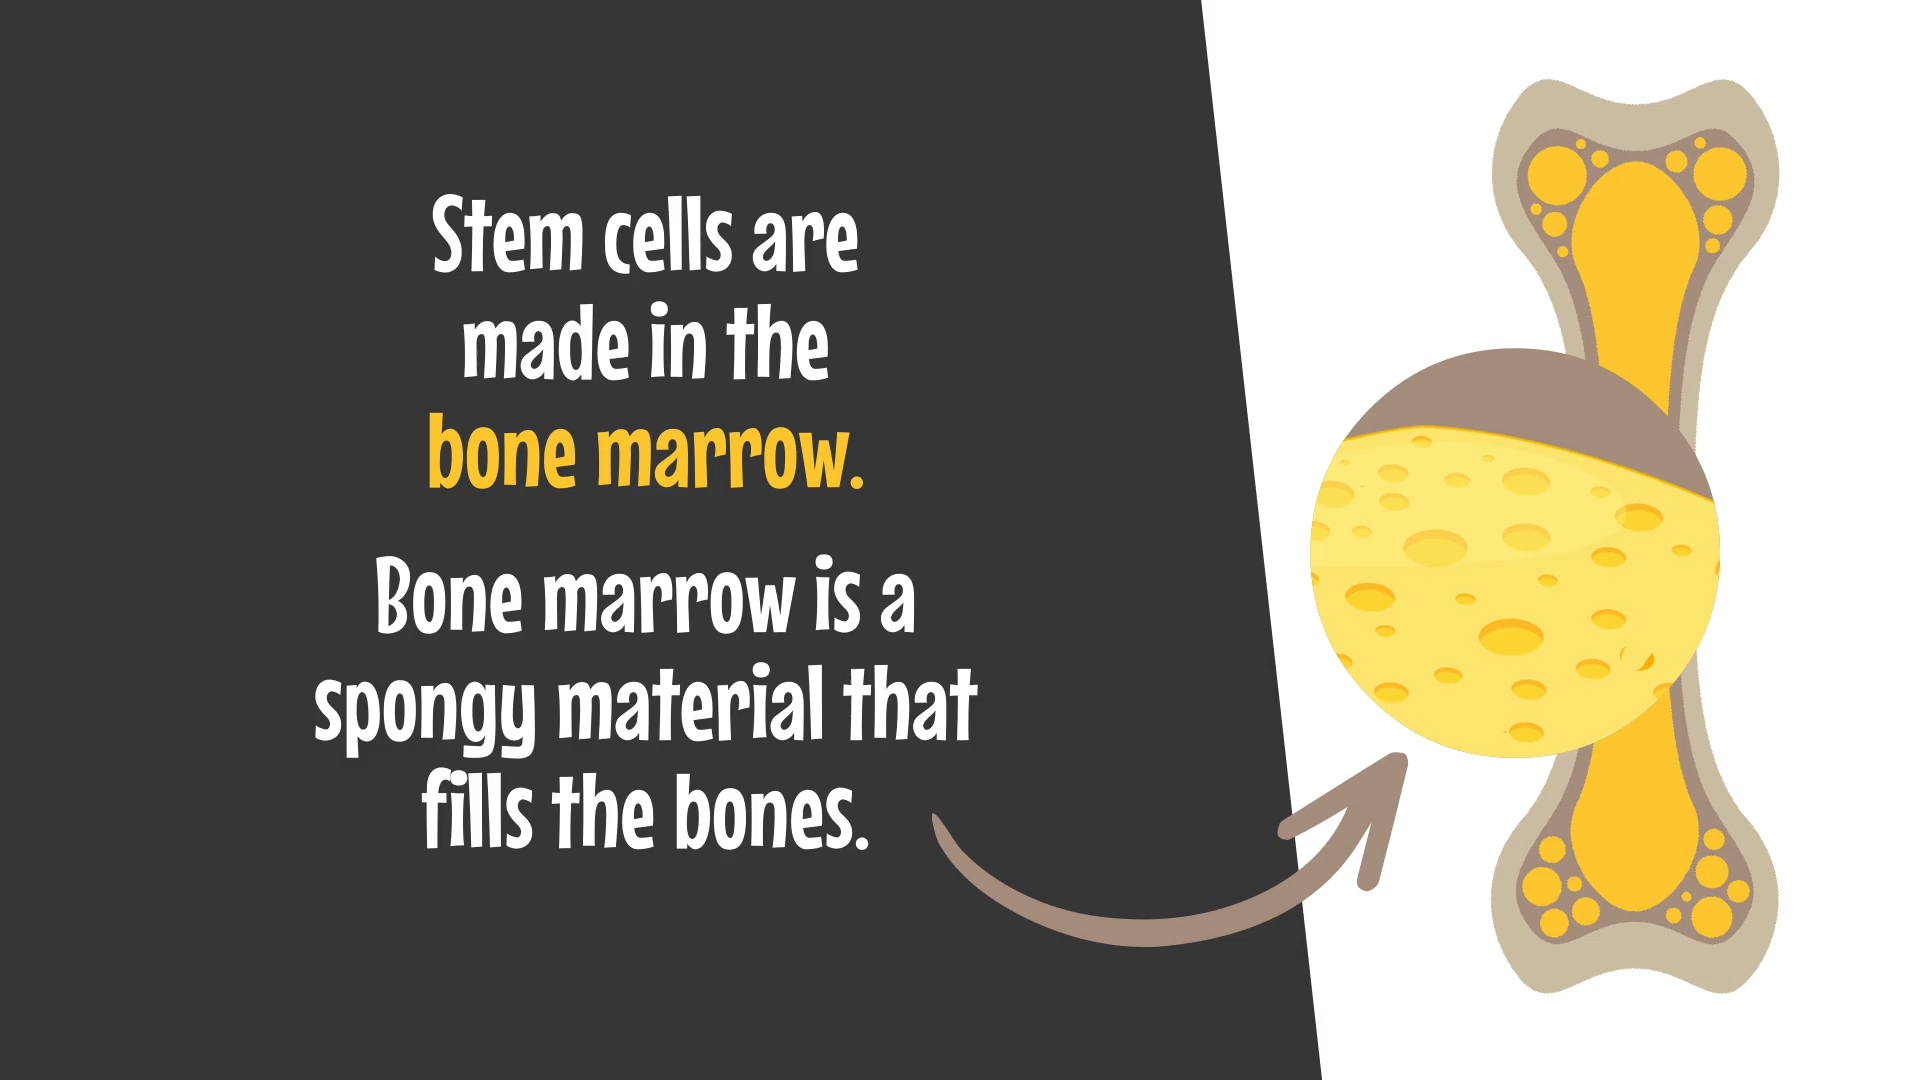 Stem cells are
made in the
bone marrow.
Bone marrow is a
spongy material that
fills the bones.